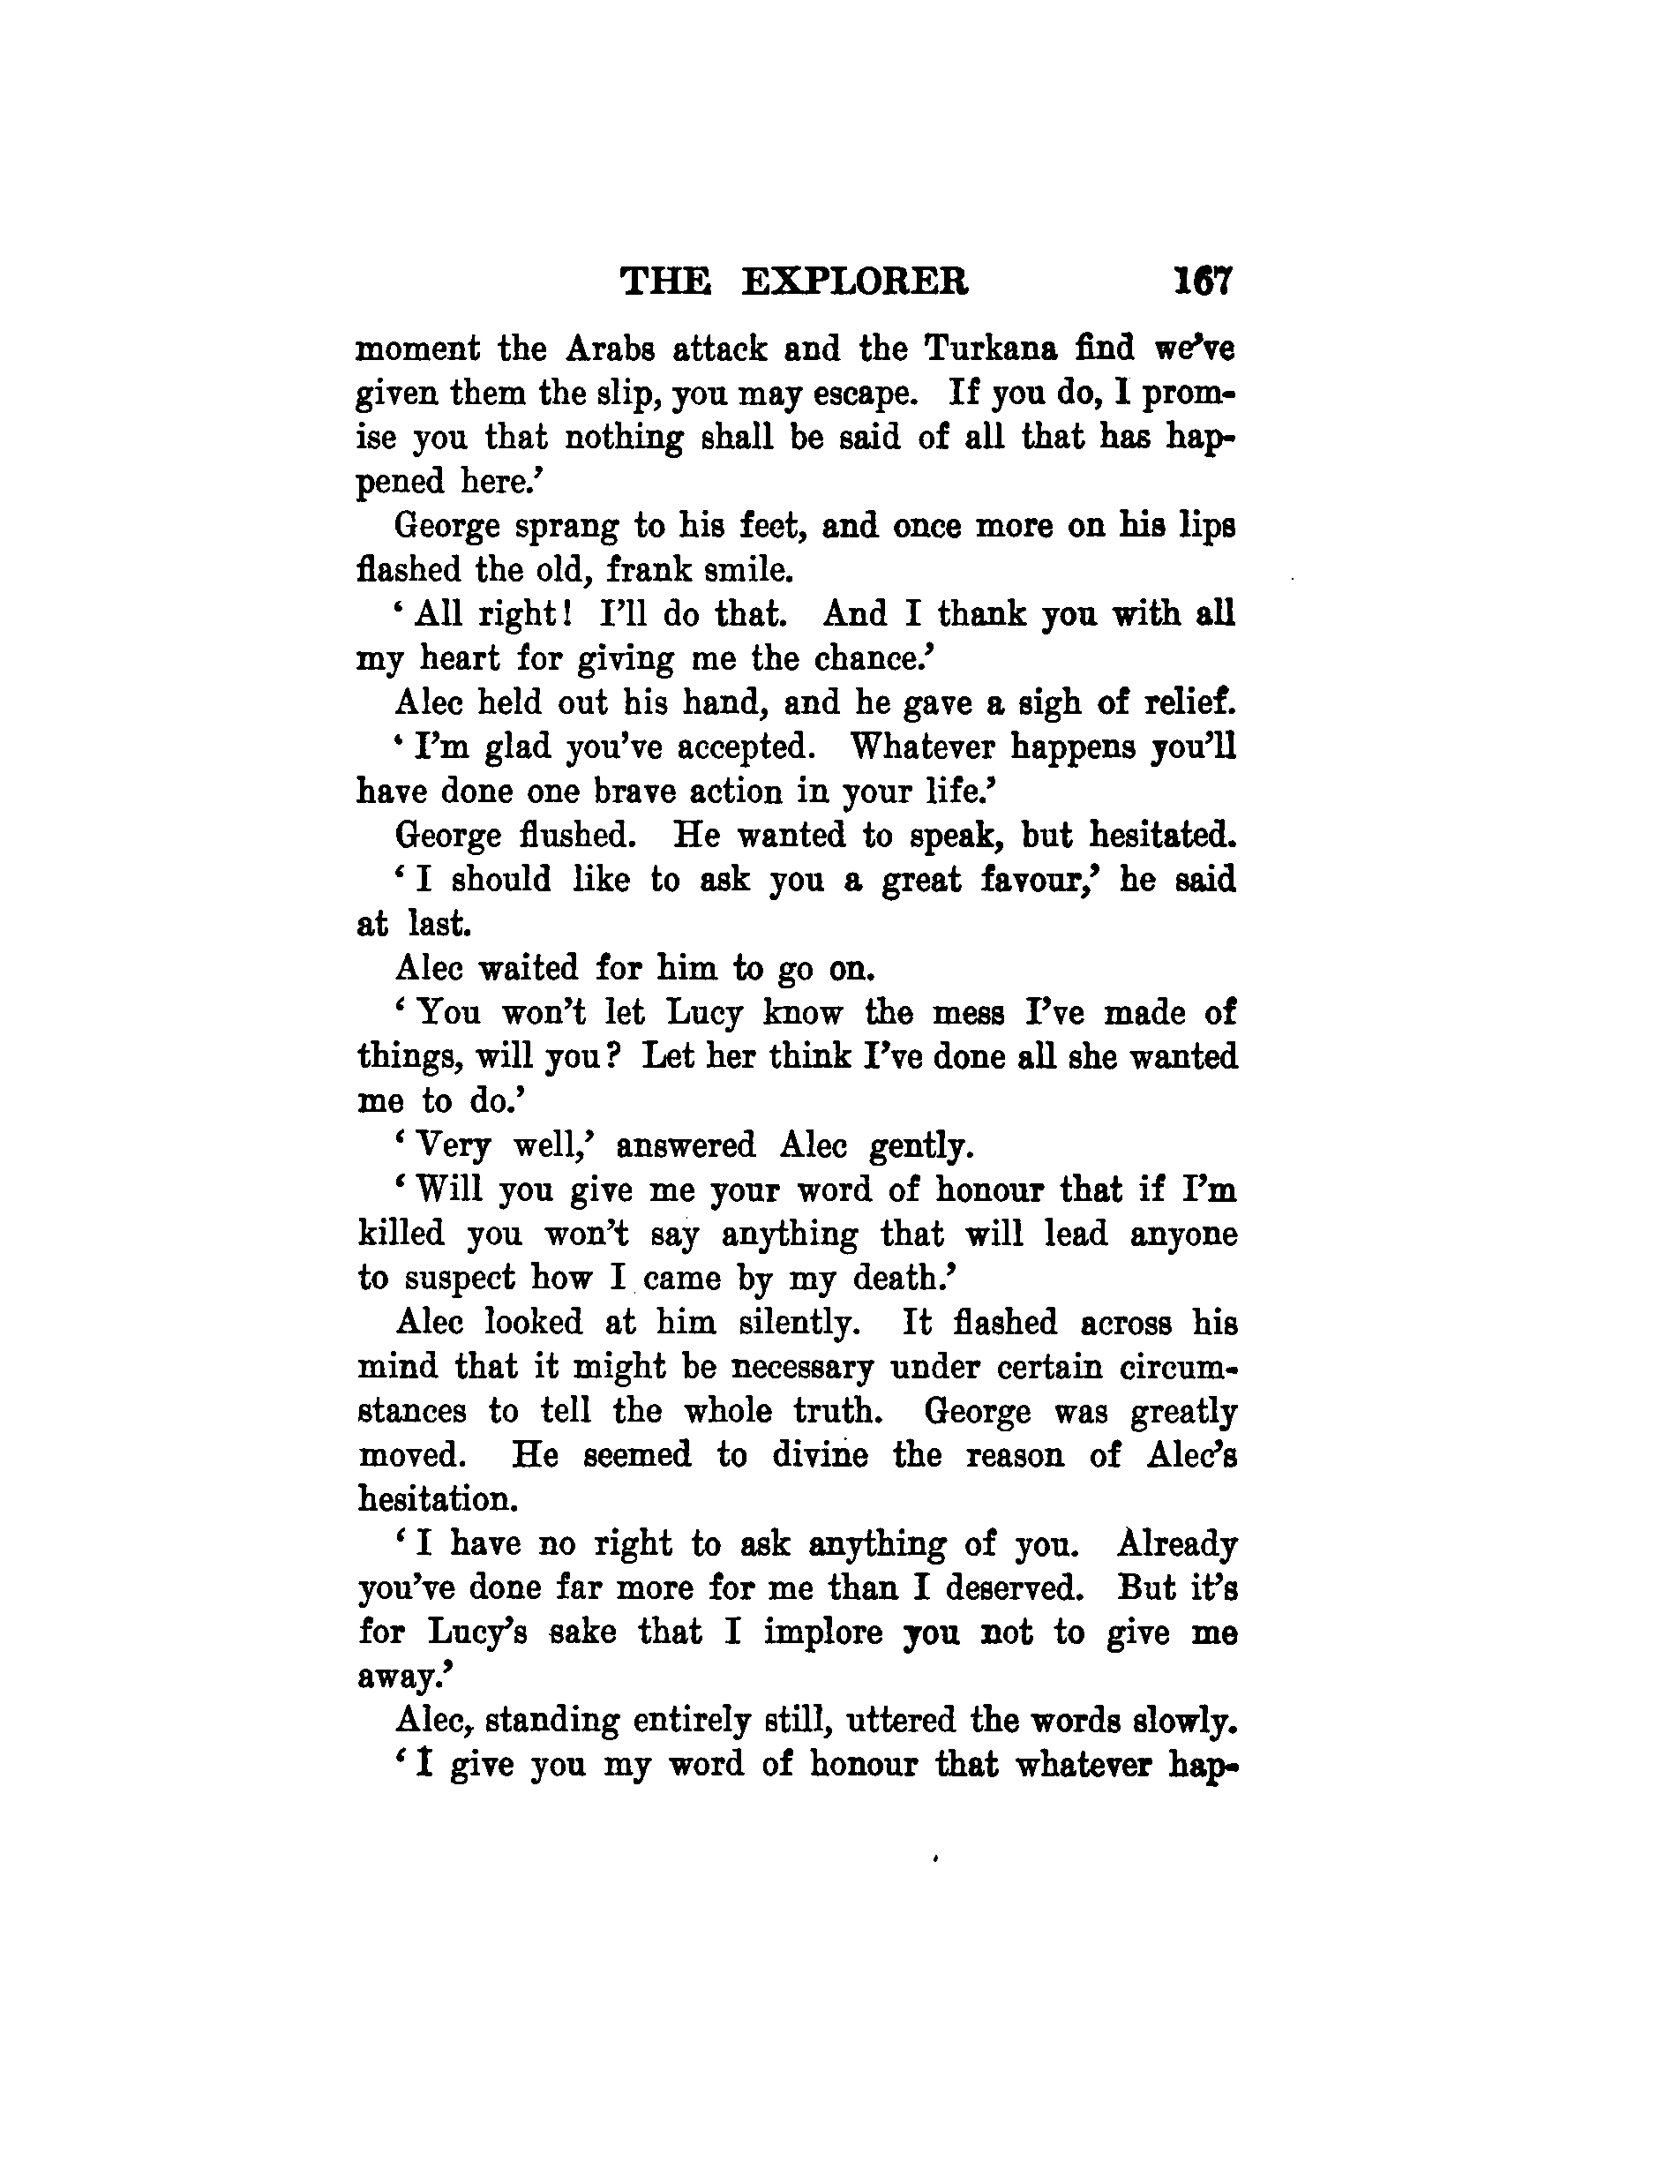 THE EXPLORER 167
moment the Arabs attack and the Turkana find we've
given them the slip, you may escape. If you do, I prom-
ise you that nothing shall be said of all that has hap-
pened here.'
George sprang to his feet, and once more on his lips
flashed the old, frank smile.
' All right! I'll do that. And I thank you with all
my heart for giving me the chance.'
Alec held out his hand, and he gave a sigh of relief.
' I'm glad you've accepted. Whatever happens you'll
have done one brave action in your life.'
George flushed. He wanted to speak, but hesitated.
' I should like to ask you a great favour,' he said
at last.
Alec waited for him to go on.
' You won't let Lucy know the mess I've made of
things, will you? Let her think I've done all she wanted
me to do.'
' Very well,' answered Alec gently.
' Will you give me your word of honour that if I'm
killed you won't say anything that will lead anyone
to suspect how I came by my death.'
Alec looked at him silently. It flashed across his
mind that it might be necessary under certain circum-
stances to tell the whole truth. George was greatly
moved. He seemed to divine the reason of Alec's
hesitation.
' I have no right to ask anything of you. Already
you've done far more for me than I deserved. But it's
for Lucy's sake that I implore you not to give me
away.'
Alec, standing entirely still, uttered the words slowly.
' I give you my word of honour that whatever hap-